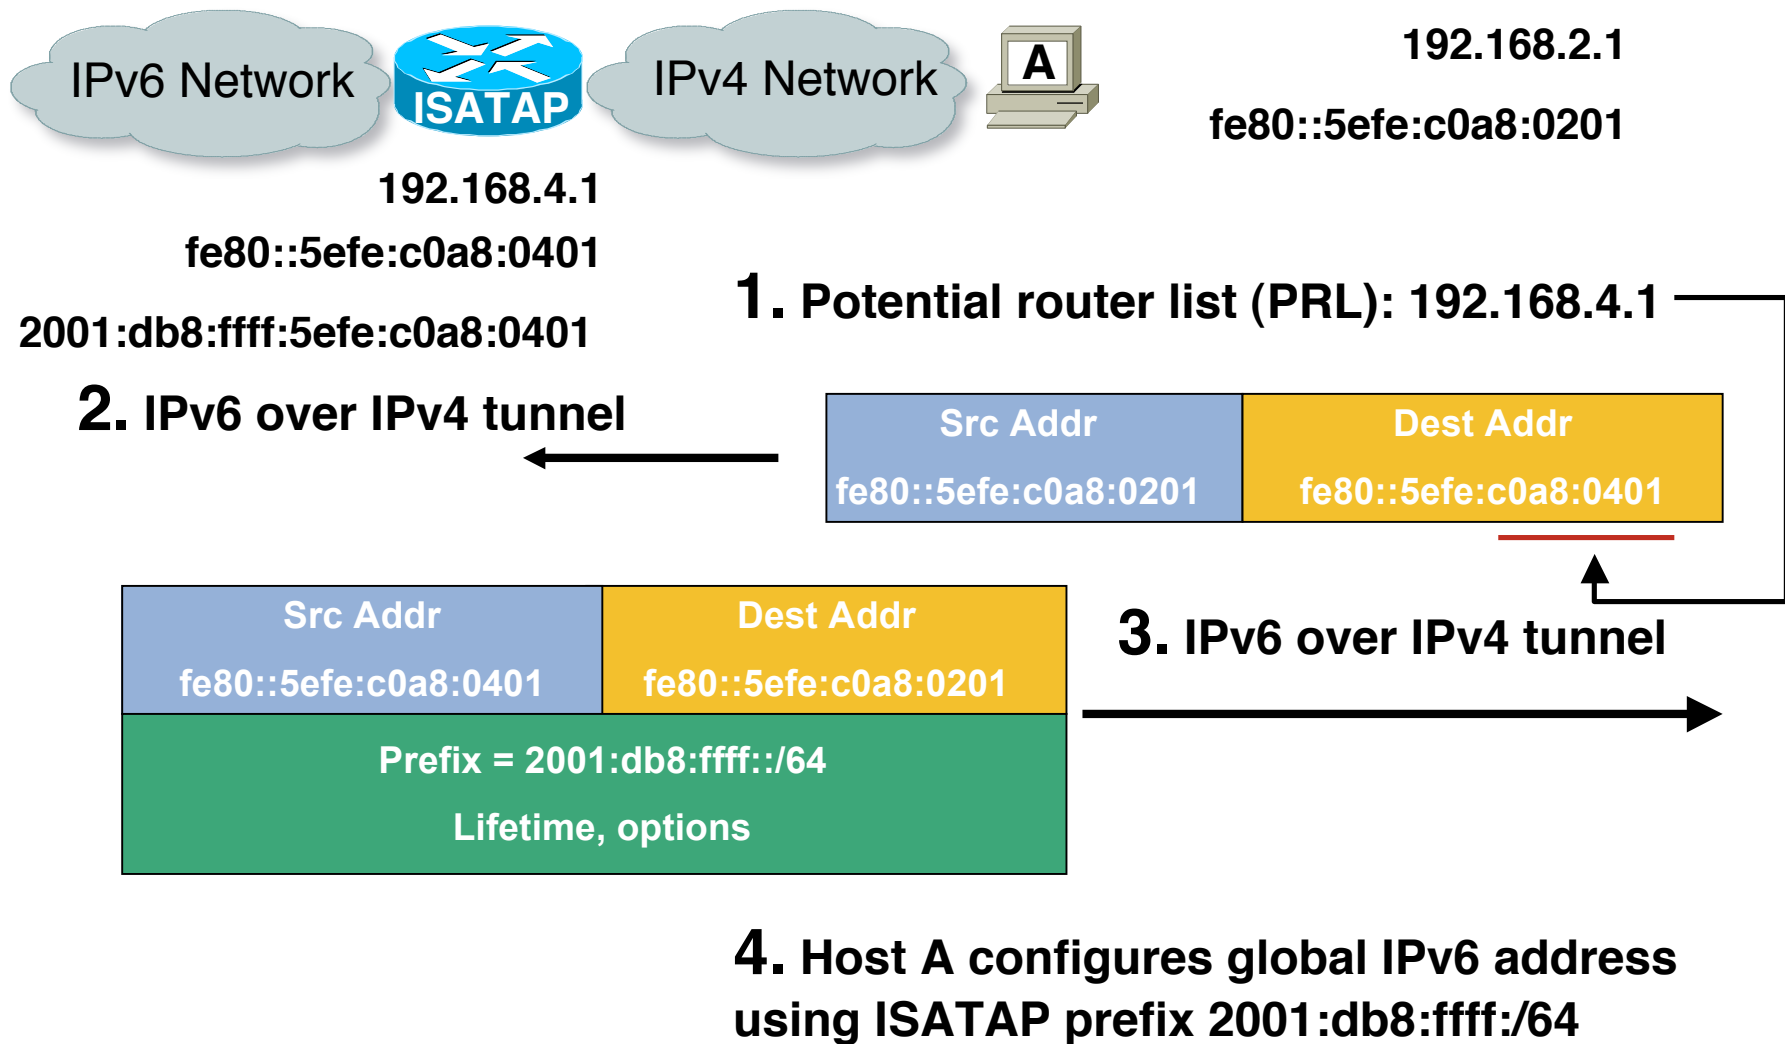 IPv6 Network
ISATAP
IPv4 Network
A
192.168.2.1
fe80::5efe:c0a8:0201
192.168.4.1
fe80::5efe:c0a8:0401
2001:db8:ffff:5efe:c0a8:0401
1. Potential router list (PRL): 192.168.4.1
2. IPv6 over IPv4 tunnel
Src Addr
fe80::5efe:c0a8:0201
Dest Addr
fe80::5efe:c0a8:0401
Src Addr
fe80::5efe:c0a8:0401
Dest Addr
fe80::5efe:c0a8:0201
Prefix = 2001:db8:ffff::/64
Lifetime, options
3. IPv6 over IPv4 tunnel
4. Host A configures global IPv6 address
using ISATAP prefix 2001:db8:ffff:/64